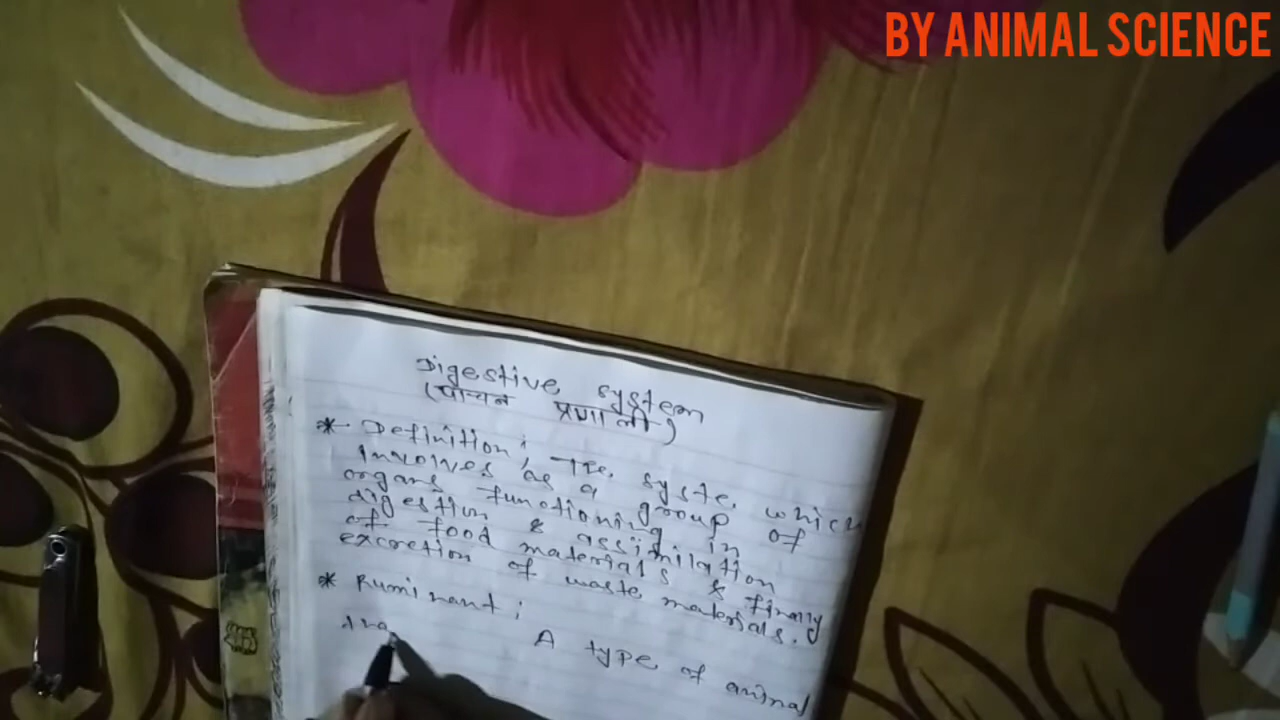 BY ANIMAL SCIENCE
Digestive system
(पाचन प्रणाली)
* Definition; The syste. which
involves as a group of
organs functioning in
digestion & assimilation
of food materials & finally
excretion of waste materials.
* Ruminant;
A type of animal